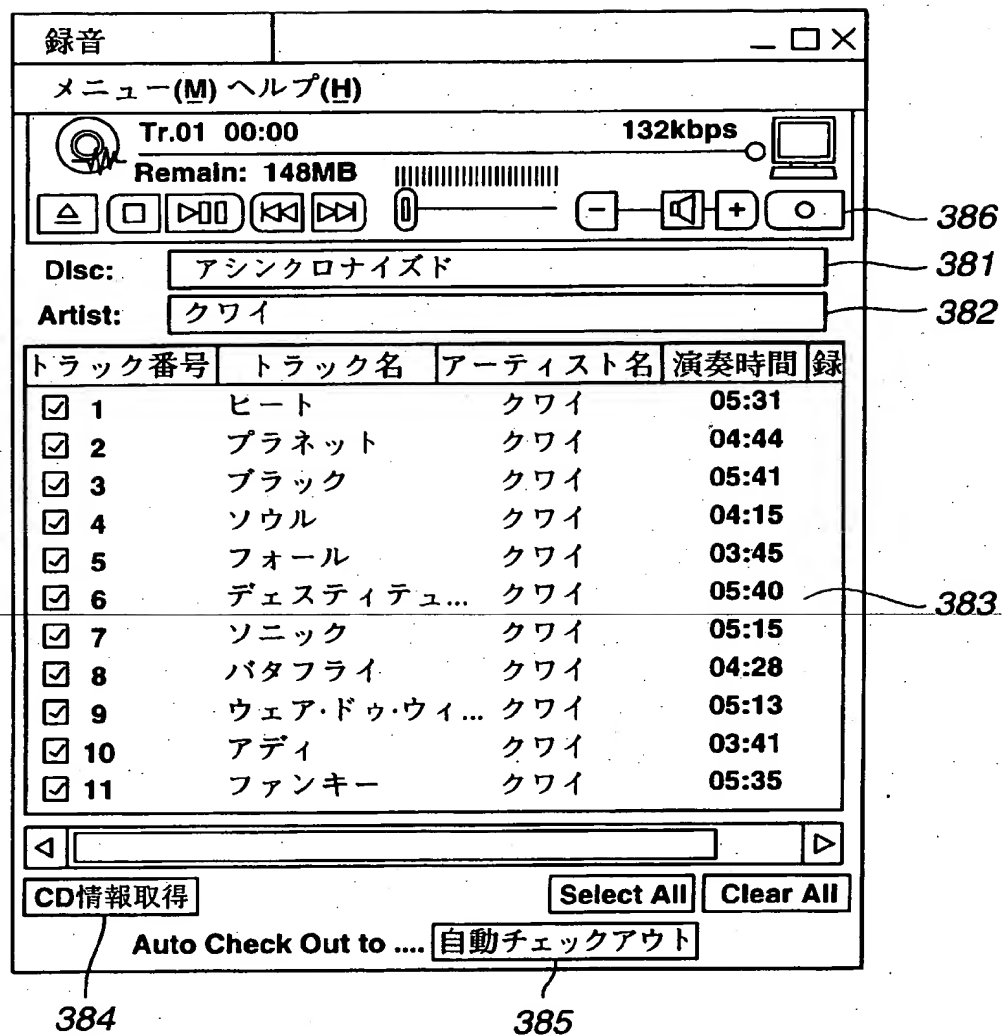 録音
メニュー(M) ヘルプ(H)
Tr.01 00:00 132kbps
Remain: 148MB
386
Disc: アシンクロナイズド 381
Artist: クワイ 382
トラック番号 トラック名 アーティスト名 演奏時間 録
1 ヒート クワイ 05:31
2 プラネット クワイ 04:44
3 ブラック クワイ 05:41
4 ソウル クワイ 04:15
5 フォール クワイ 03:45
6 デェスティテュ... クワイ 05:40 383
7 ソニック クワイ 05:15
8 バタフライ クワイ 04:28
9 ウェア·ドゥ·ウィ... クワイ 05:13
10 アディ クワイ 03:41
11 ファンキー クワイ 05:35
CD情報取得 Select All Clear All
Auto Check Out to .... 自動チェックアウト
384 385